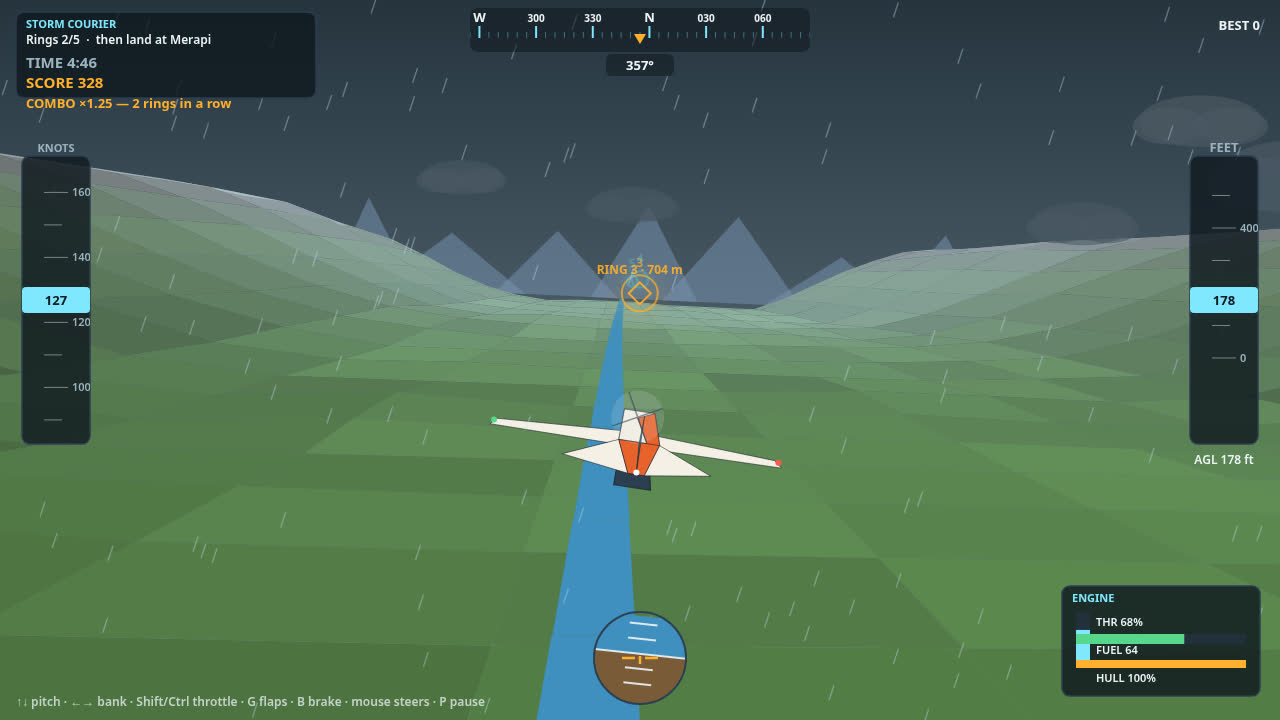 STORM COURIER
Rings 2/5 · then land at Merapi
TIME 4:46
SCORE 328
COMBO ×1.25 — 2 rings in a row
W 300 330 N 030 060
357°
BEST 0
KNOTS
160
140
127
120
100
FEET
400
178
0
AGL 178 ft
3
RING 3 · 704 m
ENGINE
THR 68%
FUEL 64
HULL 100%
↑↓ pitch · ←→ bank · Shift/Ctrl throttle · G flaps · B brake · mouse steers · P pause